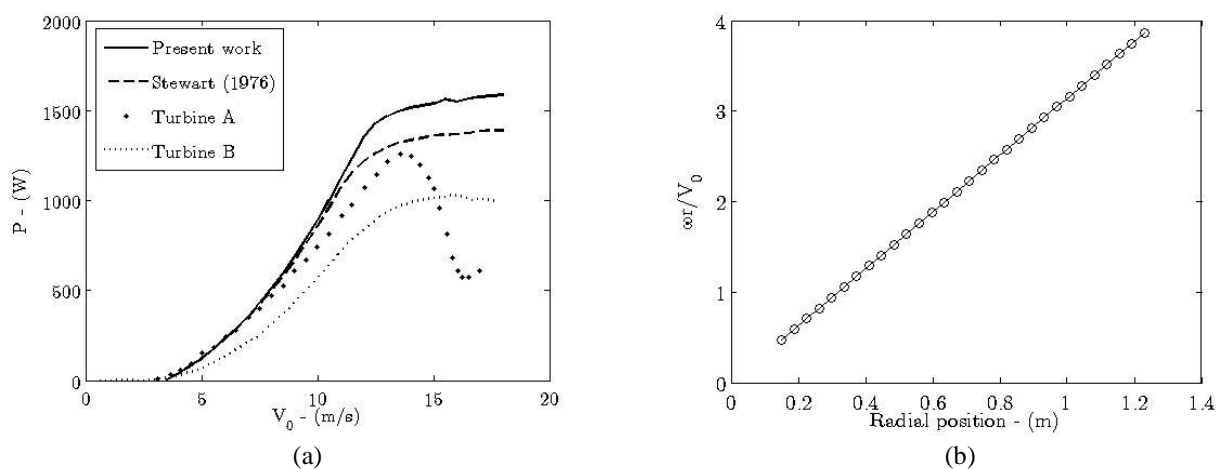 2000
1500
1000
500
0
P - (W)
Present work
Stewart (1976)
Turbine A
Turbine B
0 5 10 15 20
V0 - (m/s)
(a)
4
3
2
1
0
ωr/V0
0 0.2 0.4 0.6 0.8 1 1.2 1.4
Radial position - (m)
(b)